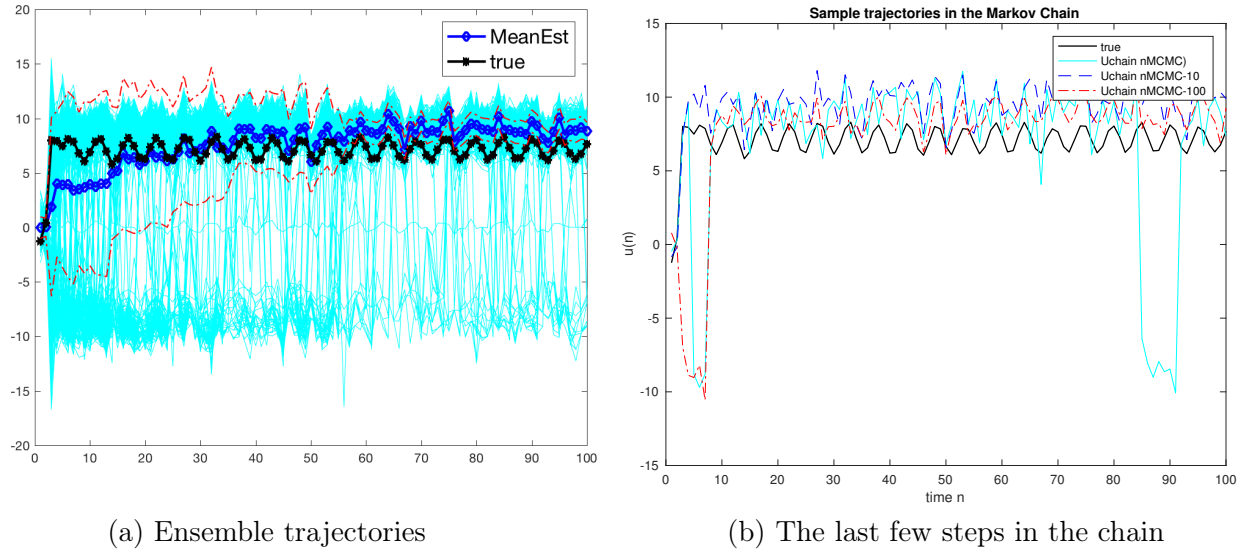 20
15
10
5
0
-5
-10
-15
-20
0 10 20 30 40 50 60 70 80 90 100
MeanEst
true
(a) Ensemble trajectories
Sample trajectories in the Markov Chain
15
10
5
0
-5
-10
-15
u(n)
0 10 20 30 40 50 60 70 80 90 100
time n
true
Uchain nMCMC)
Uchain nMCMC-10
Uchain nMCMC-100
(b) The last few steps in the chain